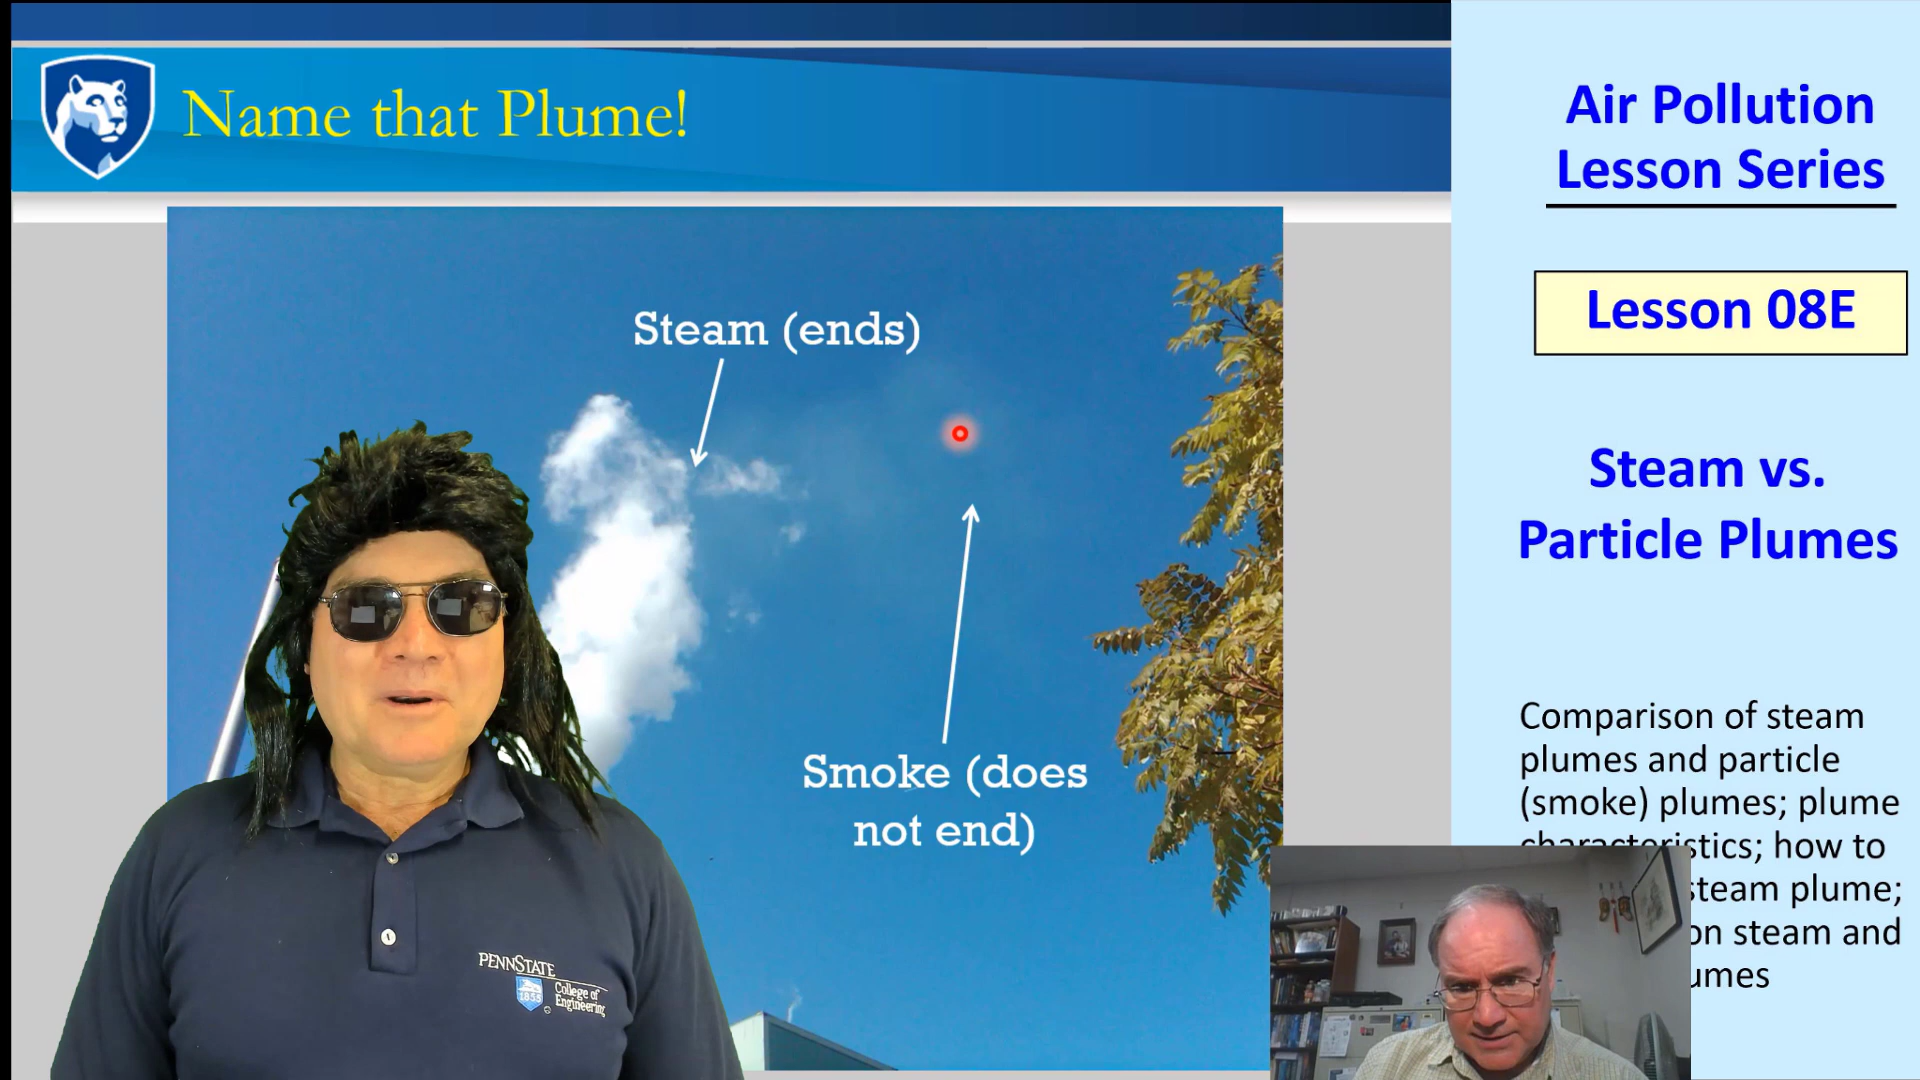 Name that Plume!
Steam (ends)
Smoke (does
not end)
PENNSTATE
1855
College of
Engineering
Air Pollution
Lesson Series
Lesson 08E
Steam vs.
Particle Plumes
Comparison of steam
plumes and particle
(smoke) plumes; plume
characteristics; how to
steam plume;
on steam and